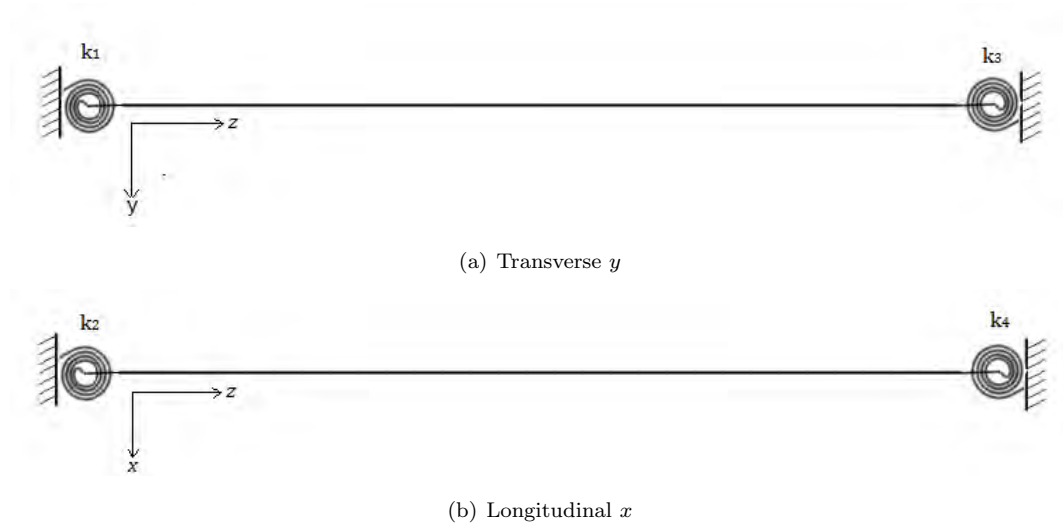 k1 k3
z
y
(a) Transverse y
k2 k4
z
x
(b) Longitudinal x